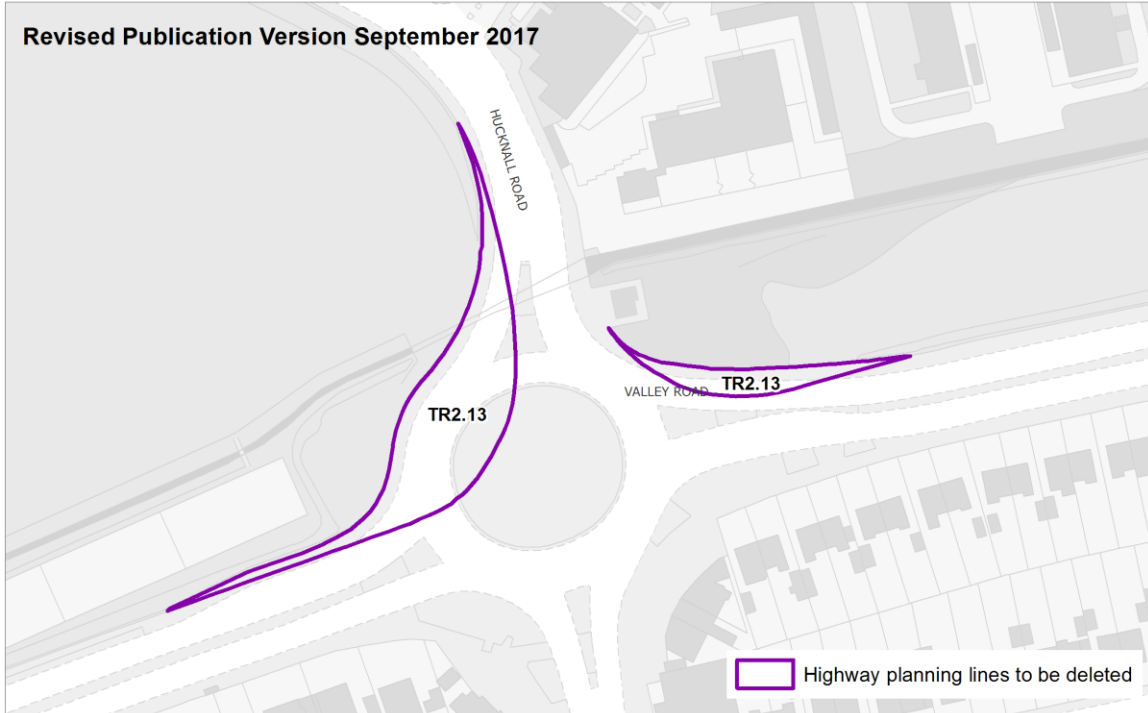 Revised Publication Version September 2017
HUCKNALL ROAD
TR2.13
VALLEY ROAD
TR2.13
Highway planning lines to be deleted